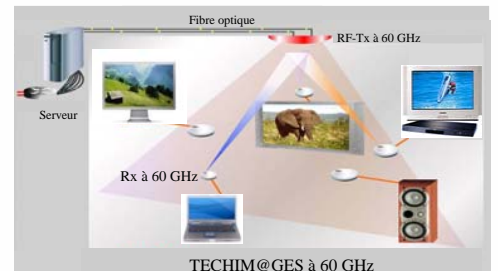 Fibre optique
RF-Tx à 60 GHz
Serveur
Rx à 60 GHz
TECHIM@GES à 60 GHz